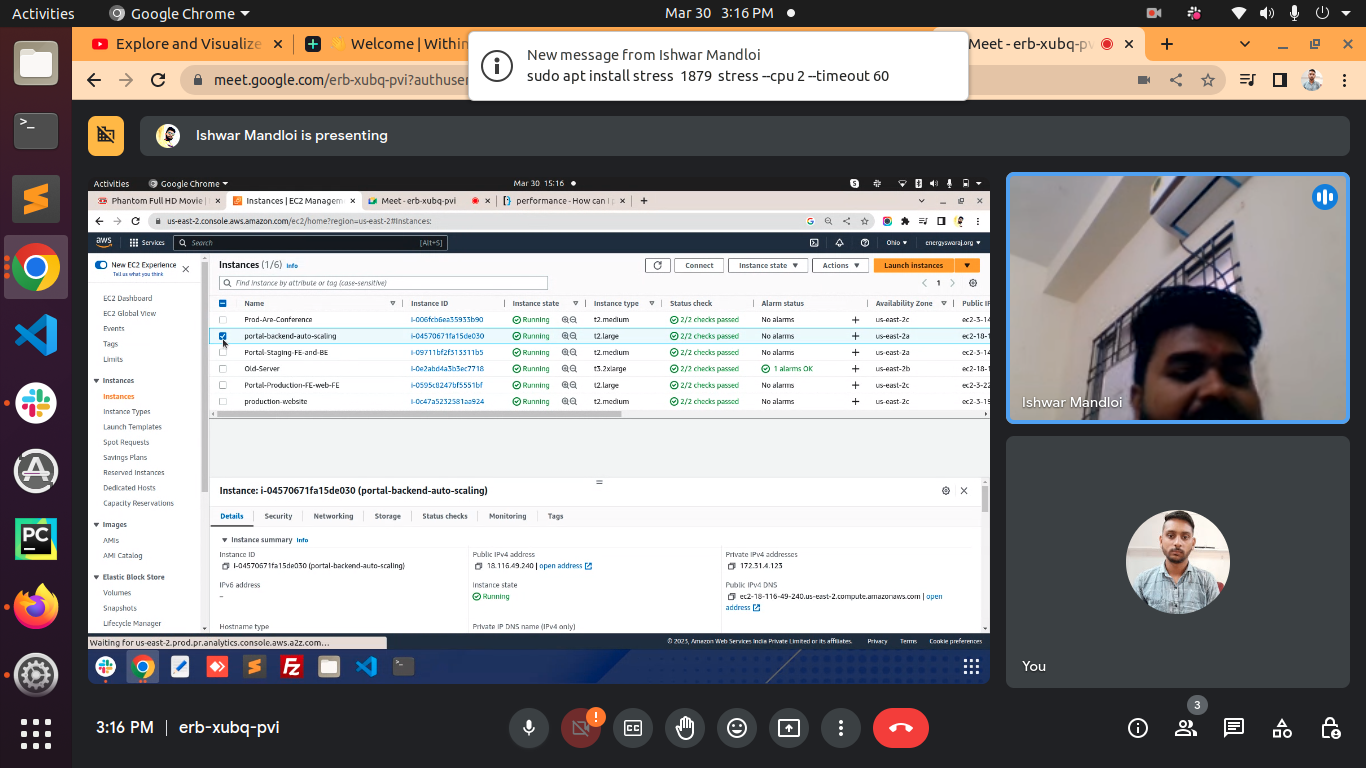 Activities Google Chrome Mar 30 3:16 PM
Explore and Visualize Welcome | Within Meet - erb-xubq-pv
New message from Ishwar Mandloi
sudo apt install stress 1879 stress --cpu 2 --timeout 60
meet.google.com/erb-xubq-pvi?authuser
Ishwar Mandloi is presenting
Activities Google Chrome Mar 30 15:16
Phantom Full HD Movie | Instances | EC2 Managem Meet - erb-xubq-pvi performance - How can I
us-east-2.console.aws.amazon.com/ec2/home?region=us-east-2#Instances:
aws Services Search [Alt+S] Ohio energyswaraj.org
New EC2 Experience
Tell us what you think
EC2 Dashboard
EC2 Global View
Events
Tags
Limits
Instances
Instances
Instance Types
Launch Templates
Spot Requests
Savings Plans
Reserved Instances
Dedicated Hosts
Capacity Reservations
Images
AMIs
AMI Catalog
Elastic Block Store
Volumes
Snapshots
Lifecycle Manager
Instances (1/6) Info Connect Instance state Actions Launch instances
Find instance by attribute or tag (case-sensitive) 1
Name Instance ID Instance state Instance type Status check Alarm status Availability Zone Public IP
Prod-Are-Conference i-006fcb6ea35933b90 Running t2.medium 2/2 checks passed No alarms + us-east-2c ec2-3-14
portal-backend-auto-scaling i-04570671fa15de030 Running t2.large 2/2 checks passed No alarms + us-east-2a ec2-18-1
Portal-Staging-FE-and-BE i-09711bf2f313311b5 Running t2.medium 2/2 checks passed No alarms + us-east-2a ec2-3-14
Old-Server i-0e2abd4a3b3ec7718 Running t3.2xlarge 2/2 checks passed 1 alarms OK + us-east-2b ec2-18-1
Portal-Production-FE-web-FE i-0595c8247bf5551bf Running t2.large 2/2 checks passed No alarms + us-east-2c ec2-3-22
production-website i-0c47a5232581aa924 Running t2.medium 2/2 checks passed No alarms + us-east-2c ec2-3-15
Instance: i-04570671fa15de030 (portal-backend-auto-scaling)
Details Security Networking Storage Status checks Monitoring Tags
Instance summary Info
Instance ID Public IPv4 address Private IPv4 addresses
i-04570671fa15de030 (portal-backend-auto-scaling) 18.116.49.240 | open address 172.31.4.123
IPv6 address Instance state Public IPv4 DNS
– Running ec2-18-116-49-240.us-east-2.compute.amazonaws.com | open
address
Hostname type Private IP DNS name (IPv4 only)
Waiting for us-east-2.prod.pr.analytics.console.aws.a2z.com... © 2023, Amazon Web Services India Private Limited or its affiliates. Privacy Terms Cookie preferences
Ishwar Mandloi
You
3:16 PM | erb-xubq-pvi
3